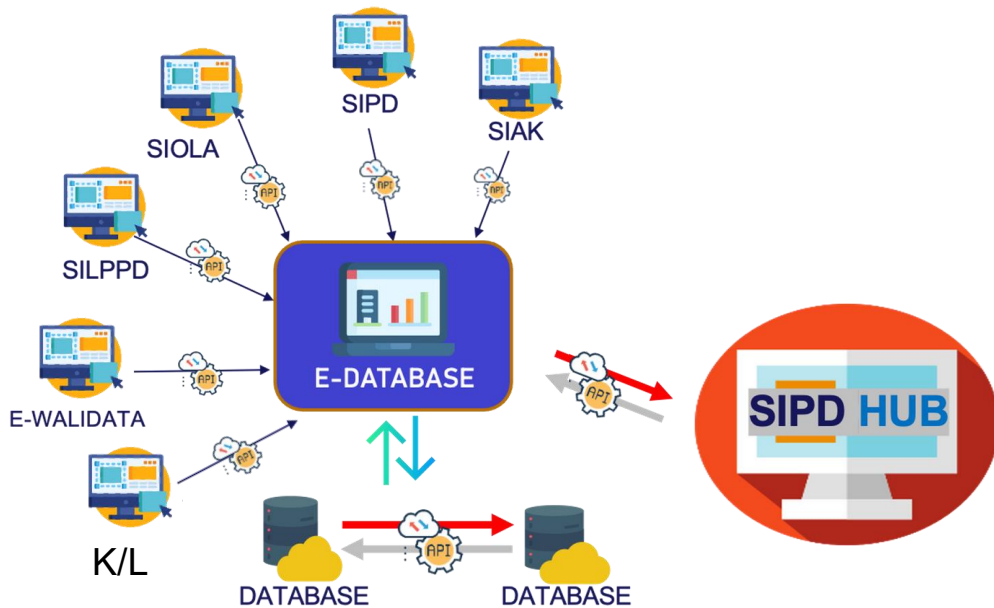 SIPD
SIOLA
SIAK
API
API
API
SILPPD
API
E-WALIDATA
API
E-DATABASE
API
SIPD HUB
API
K/L
API
DATABASE
DATABASE